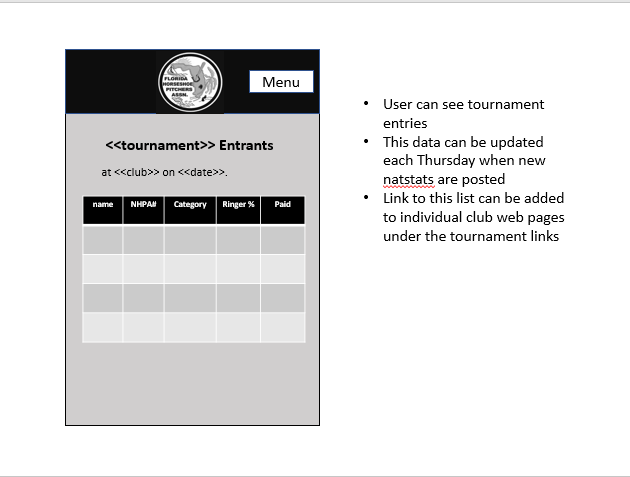 FLORIDA
HORSESHOE
PITCHERS
ASSN.
Menu
<<tournament>> Entrants
at <<club>> on <<date>>.
name NHPA# Category Ringer % Paid
• User can see tournament
entries
• This data can be updated
each Thursday when new
natstats are posted
• Link to this list can be added
to individual club web pages
under the tournament links